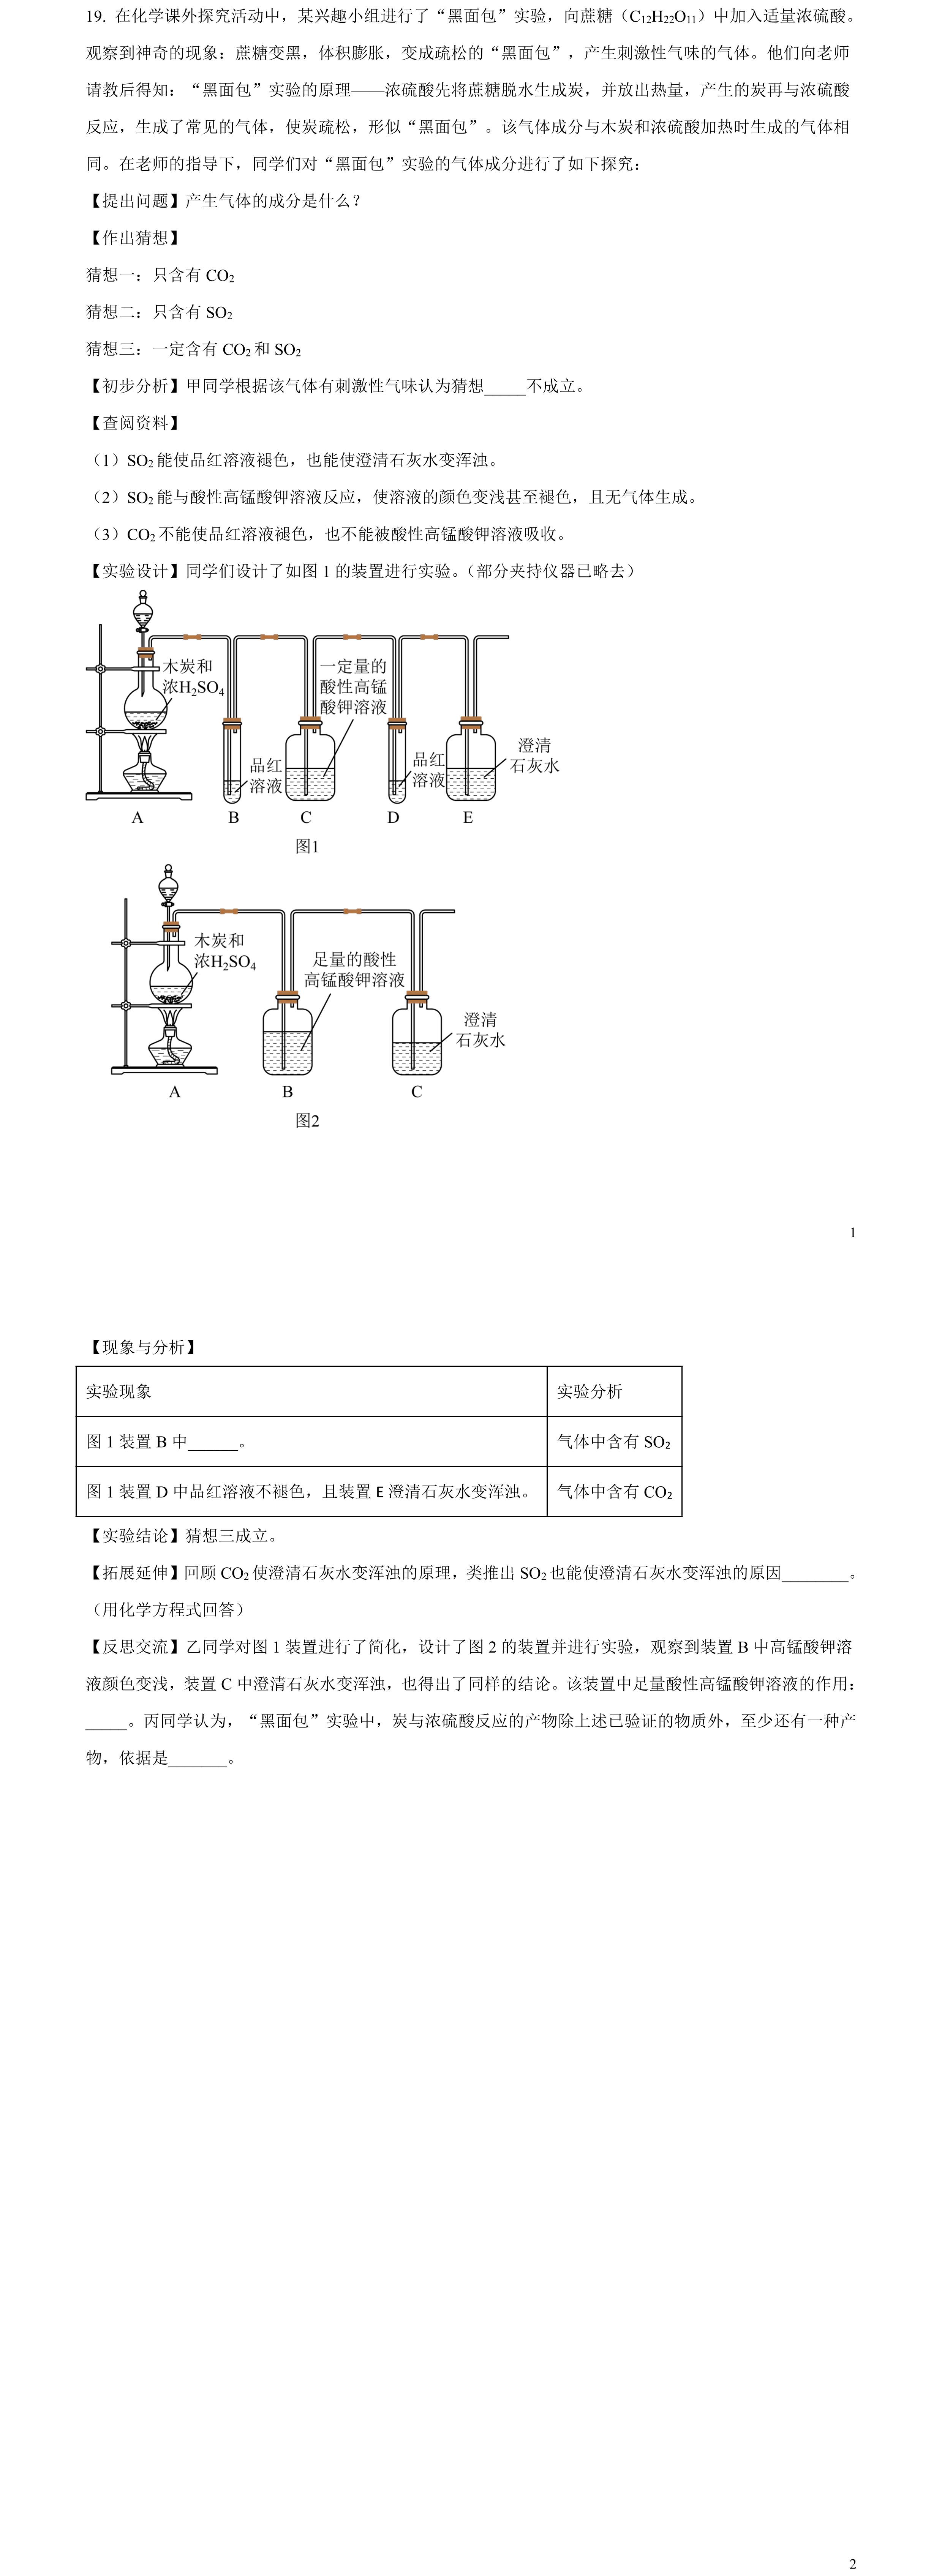 19. 在化学课外探究活动中，某兴趣小组进行了“黑面包”实验，向蔗糖（C₁₂H₂₂O₁₁）中加入适量浓硫酸。
观察到神奇的现象：蔗糖变黑，体积膨胀，变成疏松的“黑面包”，产生刺激性气味的气体。他们向老师
请教后得知：“黑面包”实验的原理——浓硫酸先将蔗糖脱水生成炭，并放出热量，产生的炭再与浓硫酸
反应，生成了常见的气体，使炭疏松，形似“黑面包”。该气体成分与木炭和浓硫酸加热时生成的气体相
同。在老师的指导下，同学们对“黑面包”实验的气体成分进行了如下探究：
【提出问题】产生气体的成分是什么？
【作出猜想】
猜想一：只含有 CO₂
猜想二：只含有 SO₂
猜想三：一定含有 CO₂ 和 SO₂
【初步分析】甲同学根据该气体有刺激性气味认为猜想_____不成立。
【查阅资料】
（1）SO₂ 能使品红溶液褪色，也能使澄清石灰水变浑浊。
（2）SO₂ 能与酸性高锰酸钾溶液反应，使溶液的颜色变浅甚至褪色，且无气体生成。
（3）CO₂ 不能使品红溶液褪色，也不能被酸性高锰酸钾溶液吸收。
【实验设计】同学们设计了如图 1 的装置进行实验。（部分夹持仪器已略去）
木炭和
浓H₂SO₄
品红
溶液
一定量的
酸性高锰
酸钾溶液
品红
溶液
澄清
石灰水
A B C D E
图1
木炭和
浓H₂SO₄
足量的酸性
高锰酸钾溶液
澄清
石灰水
A B C
图2
1
【现象与分析】
实验现象 实验分析
图 1 装置 B 中______。 气体中含有 SO₂
图 1 装置 D 中品红溶液不褪色，且装置 E 澄清石灰水变浑浊。 气体中含有 CO₂
【实验结论】猜想三成立。
【拓展延伸】回顾 CO₂ 使澄清石灰水变浑浊的原理，类推出 SO₂ 也能使澄清石灰水变浑浊的原因________。
（用化学方程式回答）
【反思交流】乙同学对图 1 装置进行了简化，设计了图 2 的装置并进行实验，观察到装置 B 中高锰酸钾溶
液颜色变浅，装置 C 中澄清石灰水变浑浊，也得出了同样的结论。该装置中足量酸性高锰酸钾溶液的作用：
_____。丙同学认为，“黑面包”实验中，炭与浓硫酸反应的产物除上述已验证的物质外，至少还有一种产
物，依据是_______。
2